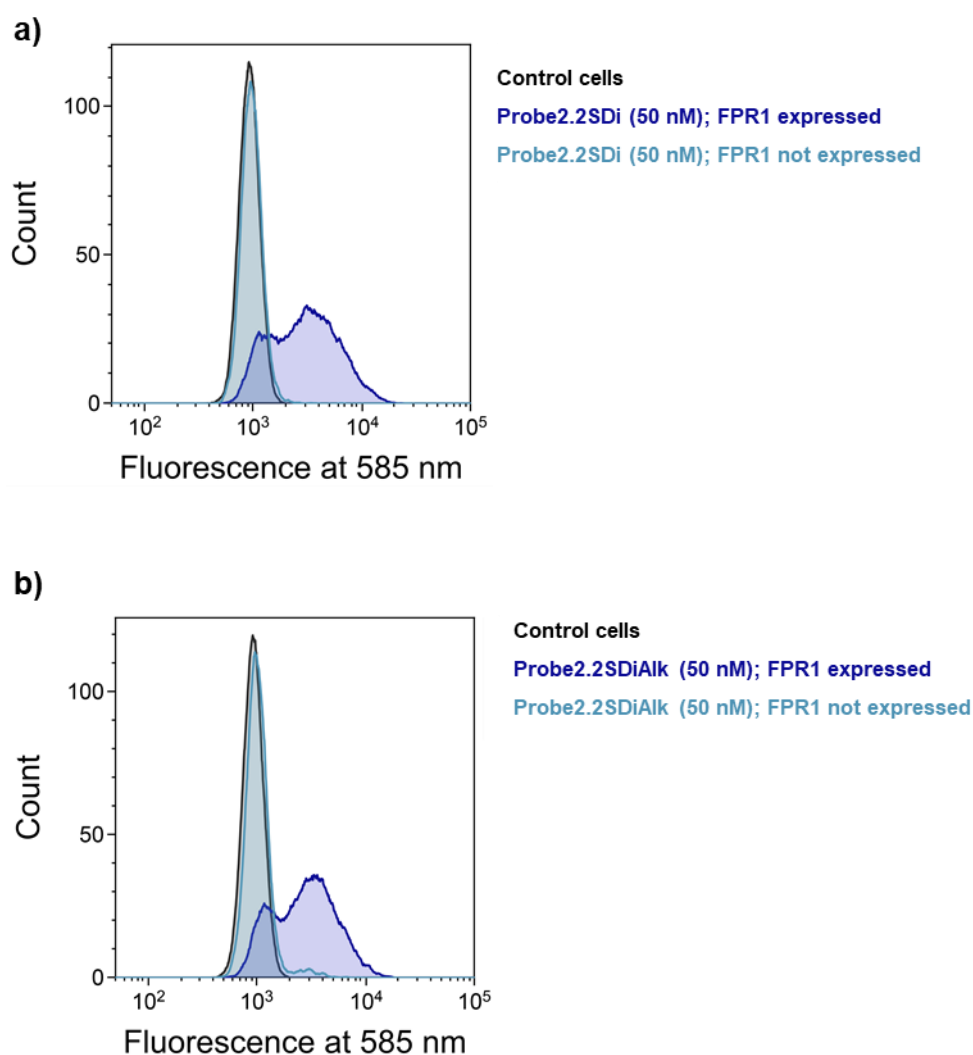 a)
Control cells
Probe2.2SDi (50 nM); FPR1 expressed
Probe2.2SDi (50 nM); FPR1 not expressed
Count
100
50
0
10² 10³ 10⁴ 10⁵
Fluorescence at 585 nm
b)
Control cells
Probe2.2SDiAlk (50 nM); FPR1 expressed
Probe2.2SDiAlk (50 nM); FPR1 not expressed
Count
100
50
0
10² 10³ 10⁴ 10⁵
Fluorescence at 585 nm